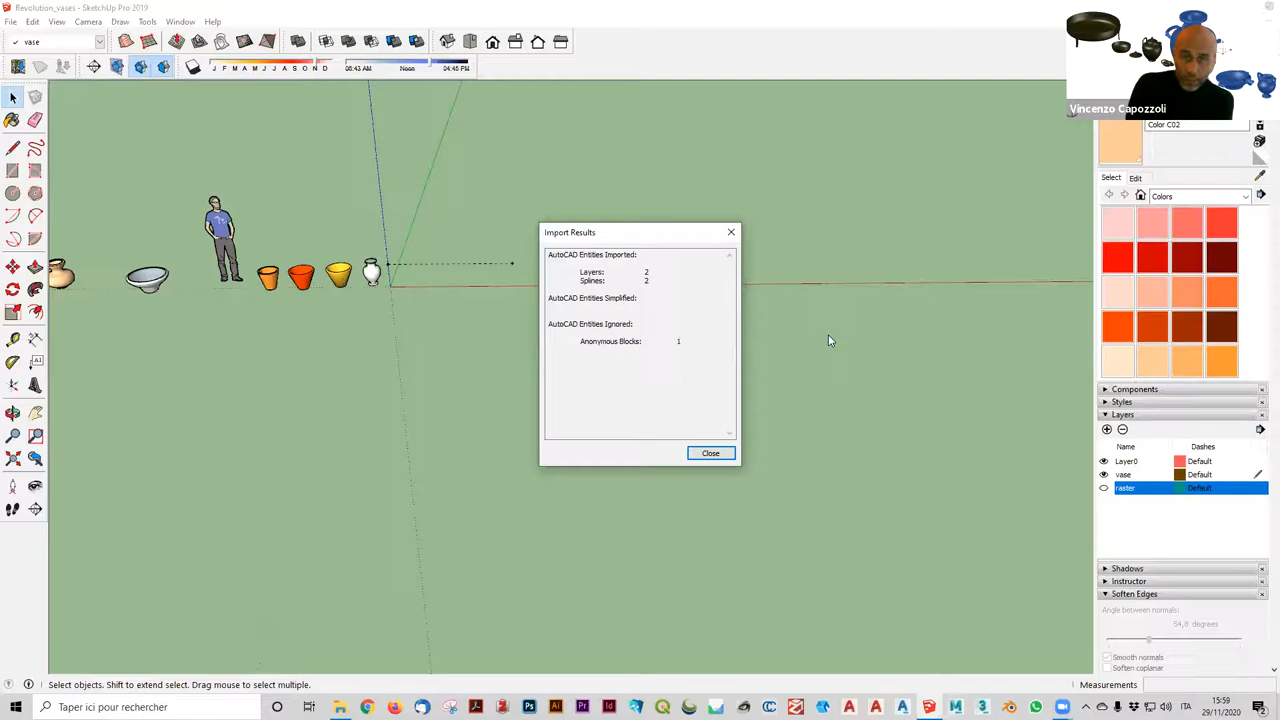 Revolution_vases - SketchUp Pro 2019
File Edit View Camera Draw Tools Window Help
vase
J F M A M J J A S O N D
06:43 AM Noon 04:45 PM
Vincenzo Capozzoli
Color C02
Select Edit
Colors
Import Results
AutoCAD Entities Imported:
Layers: 2
Splines: 2
AutoCAD Entities Simplified:
AutoCAD Entities Ignored:
Anonymous Blocks: 1
Close
Components
Styles
Layers
Name Dashes
Layer0 Default
vase Default
raster Default
Shadows
Instructor
Soften Edges
Angle between normals:
54,8 degrees
Smooth normals
Soften coplanar
Select objects. Shift to extend select. Drag mouse to select multiple.
Measurements
Taper ici pour rechercher
ITA
15:59
29/11/2020